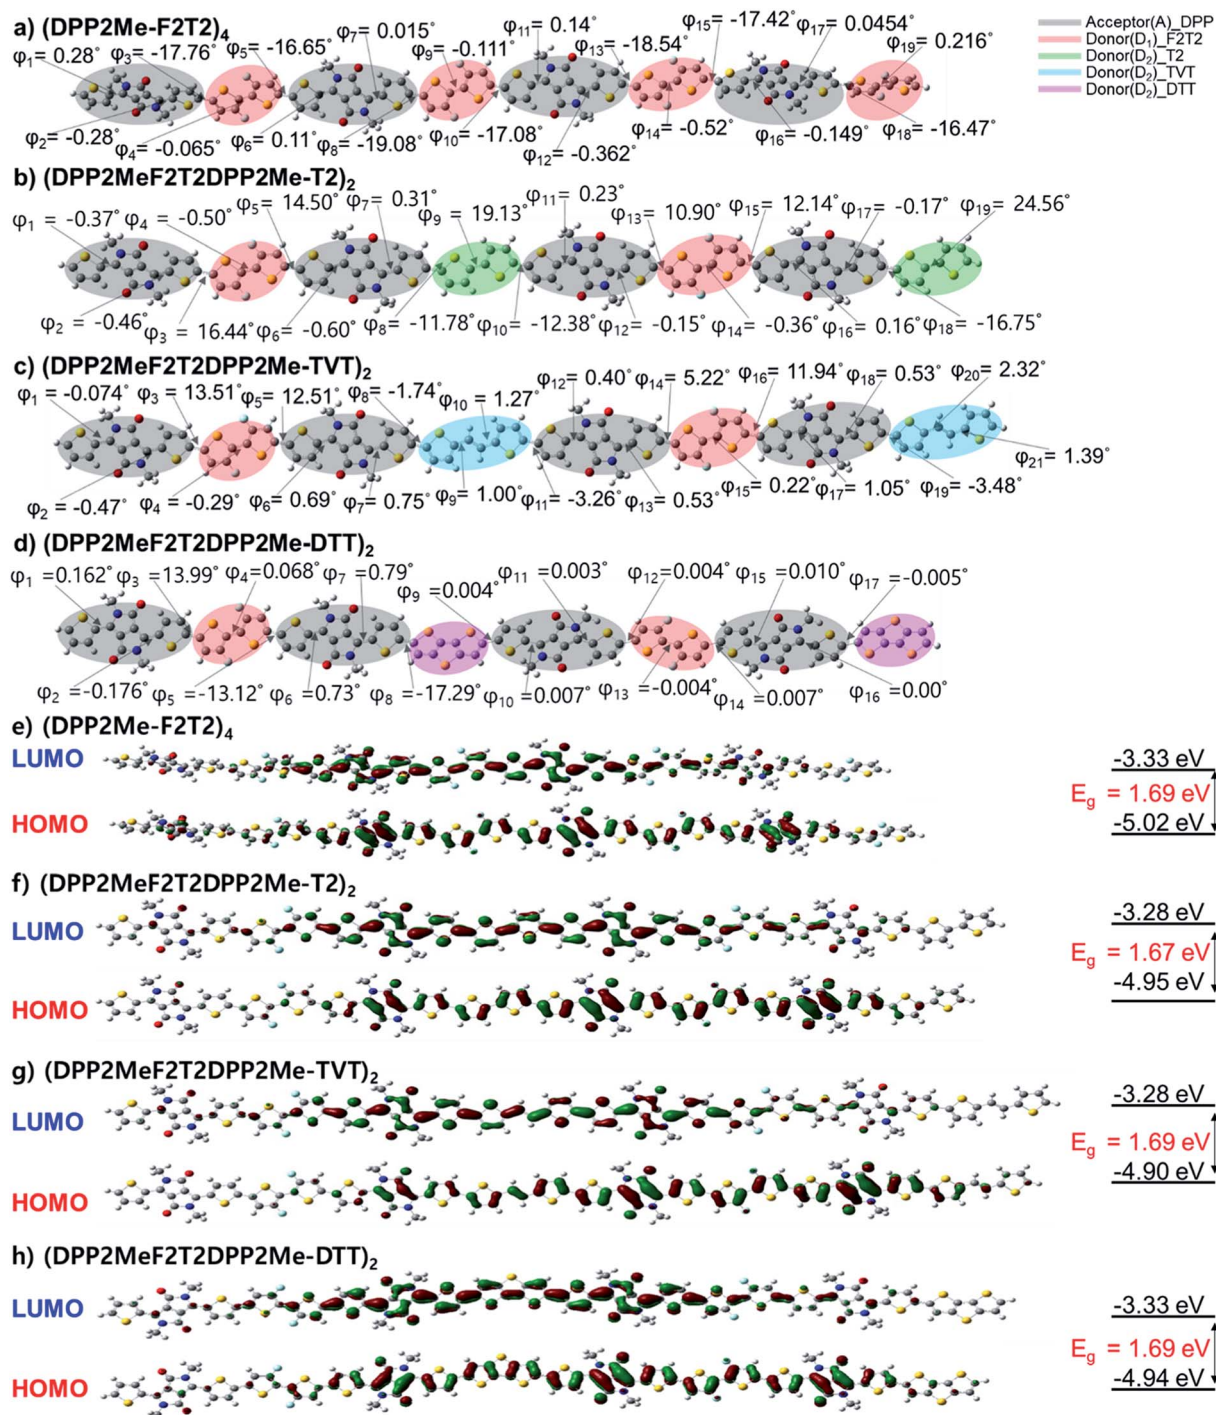 a) (DPP2Me-F2T2)4
φ1= 0.28° φ3= -17.76° φ5= -16.65° φ7= 0.015° φ9= -0.111° φ11= 0.14° φ13= -18.54° φ15= -17.42° φ17= 0.0454° φ19= 0.216°
φ2= -0.28° φ4= -0.065° φ6= 0.11° φ8= -19.08° φ10= -17.08° φ12= -0.362° φ14= -0.52° φ16= -0.149° φ18= -16.47°
Acceptor(A)_DPP
Donor(D1)_F2T2
Donor(D2)_T2
Donor(D2)_TVT
Donor(D2)_DTT
b) (DPP2MeF2T2DPP2Me-T2)2
φ1 = -0.37° φ4 = -0.50° φ5= 14.50° φ7= 0.31° φ9 = 19.13° φ11= 0.23° φ13= 10.90° φ15= 12.14° φ17= -0.17° φ19= 24.56°
φ2 = -0.46° φ3 = 16.44° φ6= -0.60° φ8= -11.78° φ10= -12.38° φ12= -0.15° φ14= -0.36° φ16= 0.16° φ18= -16.75°
c) (DPP2MeF2T2DPP2Me-TVT)2
φ1 = -0.074° φ3 = 13.51° φ5= 12.51° φ8= -1.74° φ10= 1.27° φ12= 0.40° φ14= 5.22° φ16= 11.94° φ18= 0.53° φ20= 2.32°
φ2 = -0.47° φ4 = -0.29° φ6= 0.69° φ7= 0.75° φ9= 1.00° φ11= -3.26° φ13= 0.53° φ15= 0.22° φ17= 1.05° φ19= -3.48° φ21= 1.39°
d) (DPP2MeF2T2DPP2Me-DTT)2
φ1 =0.162° φ3 =13.99° φ4=0.068° φ7 =0.79° φ9 =0.004° φ11 =0.003° φ12=0.004° φ15 =0.010° φ17 =-0.005°
φ2 =-0.176° φ5 =-13.12° φ6 =0.73° φ8 =-17.29° φ10=0.007° φ13 =-0.004° φ14 =0.007° φ16 =0.00°
e) (DPP2Me-F2T2)4
LUMO
-3.33 eV
Eg = 1.69 eV
HOMO
-5.02 eV
f) (DPP2MeF2T2DPP2Me-T2)2
LUMO
-3.28 eV
Eg = 1.67 eV
-4.95 eV
HOMO
g) (DPP2MeF2T2DPP2Me-TVT)2
LUMO
-3.28 eV
Eg = 1.69 eV
-4.90 eV
HOMO
h) (DPP2MeF2T2DPP2Me-DTT)2
LUMO
-3.33 eV
Eg = 1.69 eV
-4.94 eV
HOMO